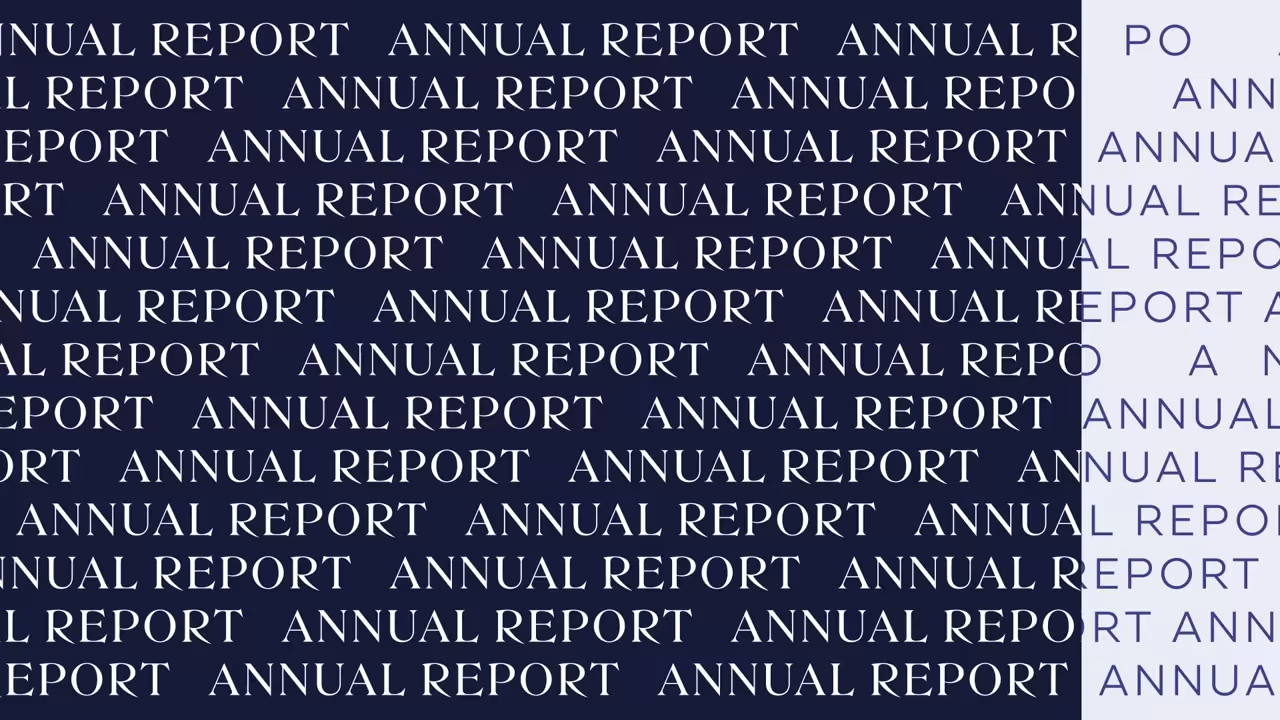 NNUAL REPORT ANNUAL REPORT ANNUAL R PO
L REPORT ANNUAL REPORT ANNUAL REPO ANN
EPORT ANNUAL REPORT ANNUAL REPORT ANNUA
RT ANNUAL REPORT ANNUAL REPORT ANNUAL RE
ANNUAL REPORT ANNUAL REPORT ANNUAL REPO
NUAL REPORT ANNUAL REPORT ANNUAL REPORT A
AL REPORT ANNUAL REPORT ANNUAL REPO A N
EPORT ANNUAL REPORT ANNUAL REPORT ANNUAL
ORT ANNUAL REPORT ANNUAL REPORT ANNUAL RE
ANNUAL REPORT ANNUAL REPORT ANNUAL REPOR
NNUAL REPORT ANNUAL REPORT ANNUAL REPORT
L REPORT ANNUAL REPORT ANNUAL REPORT ANN
EPORT ANNUAL REPORT ANNUAL REPORT ANNUA